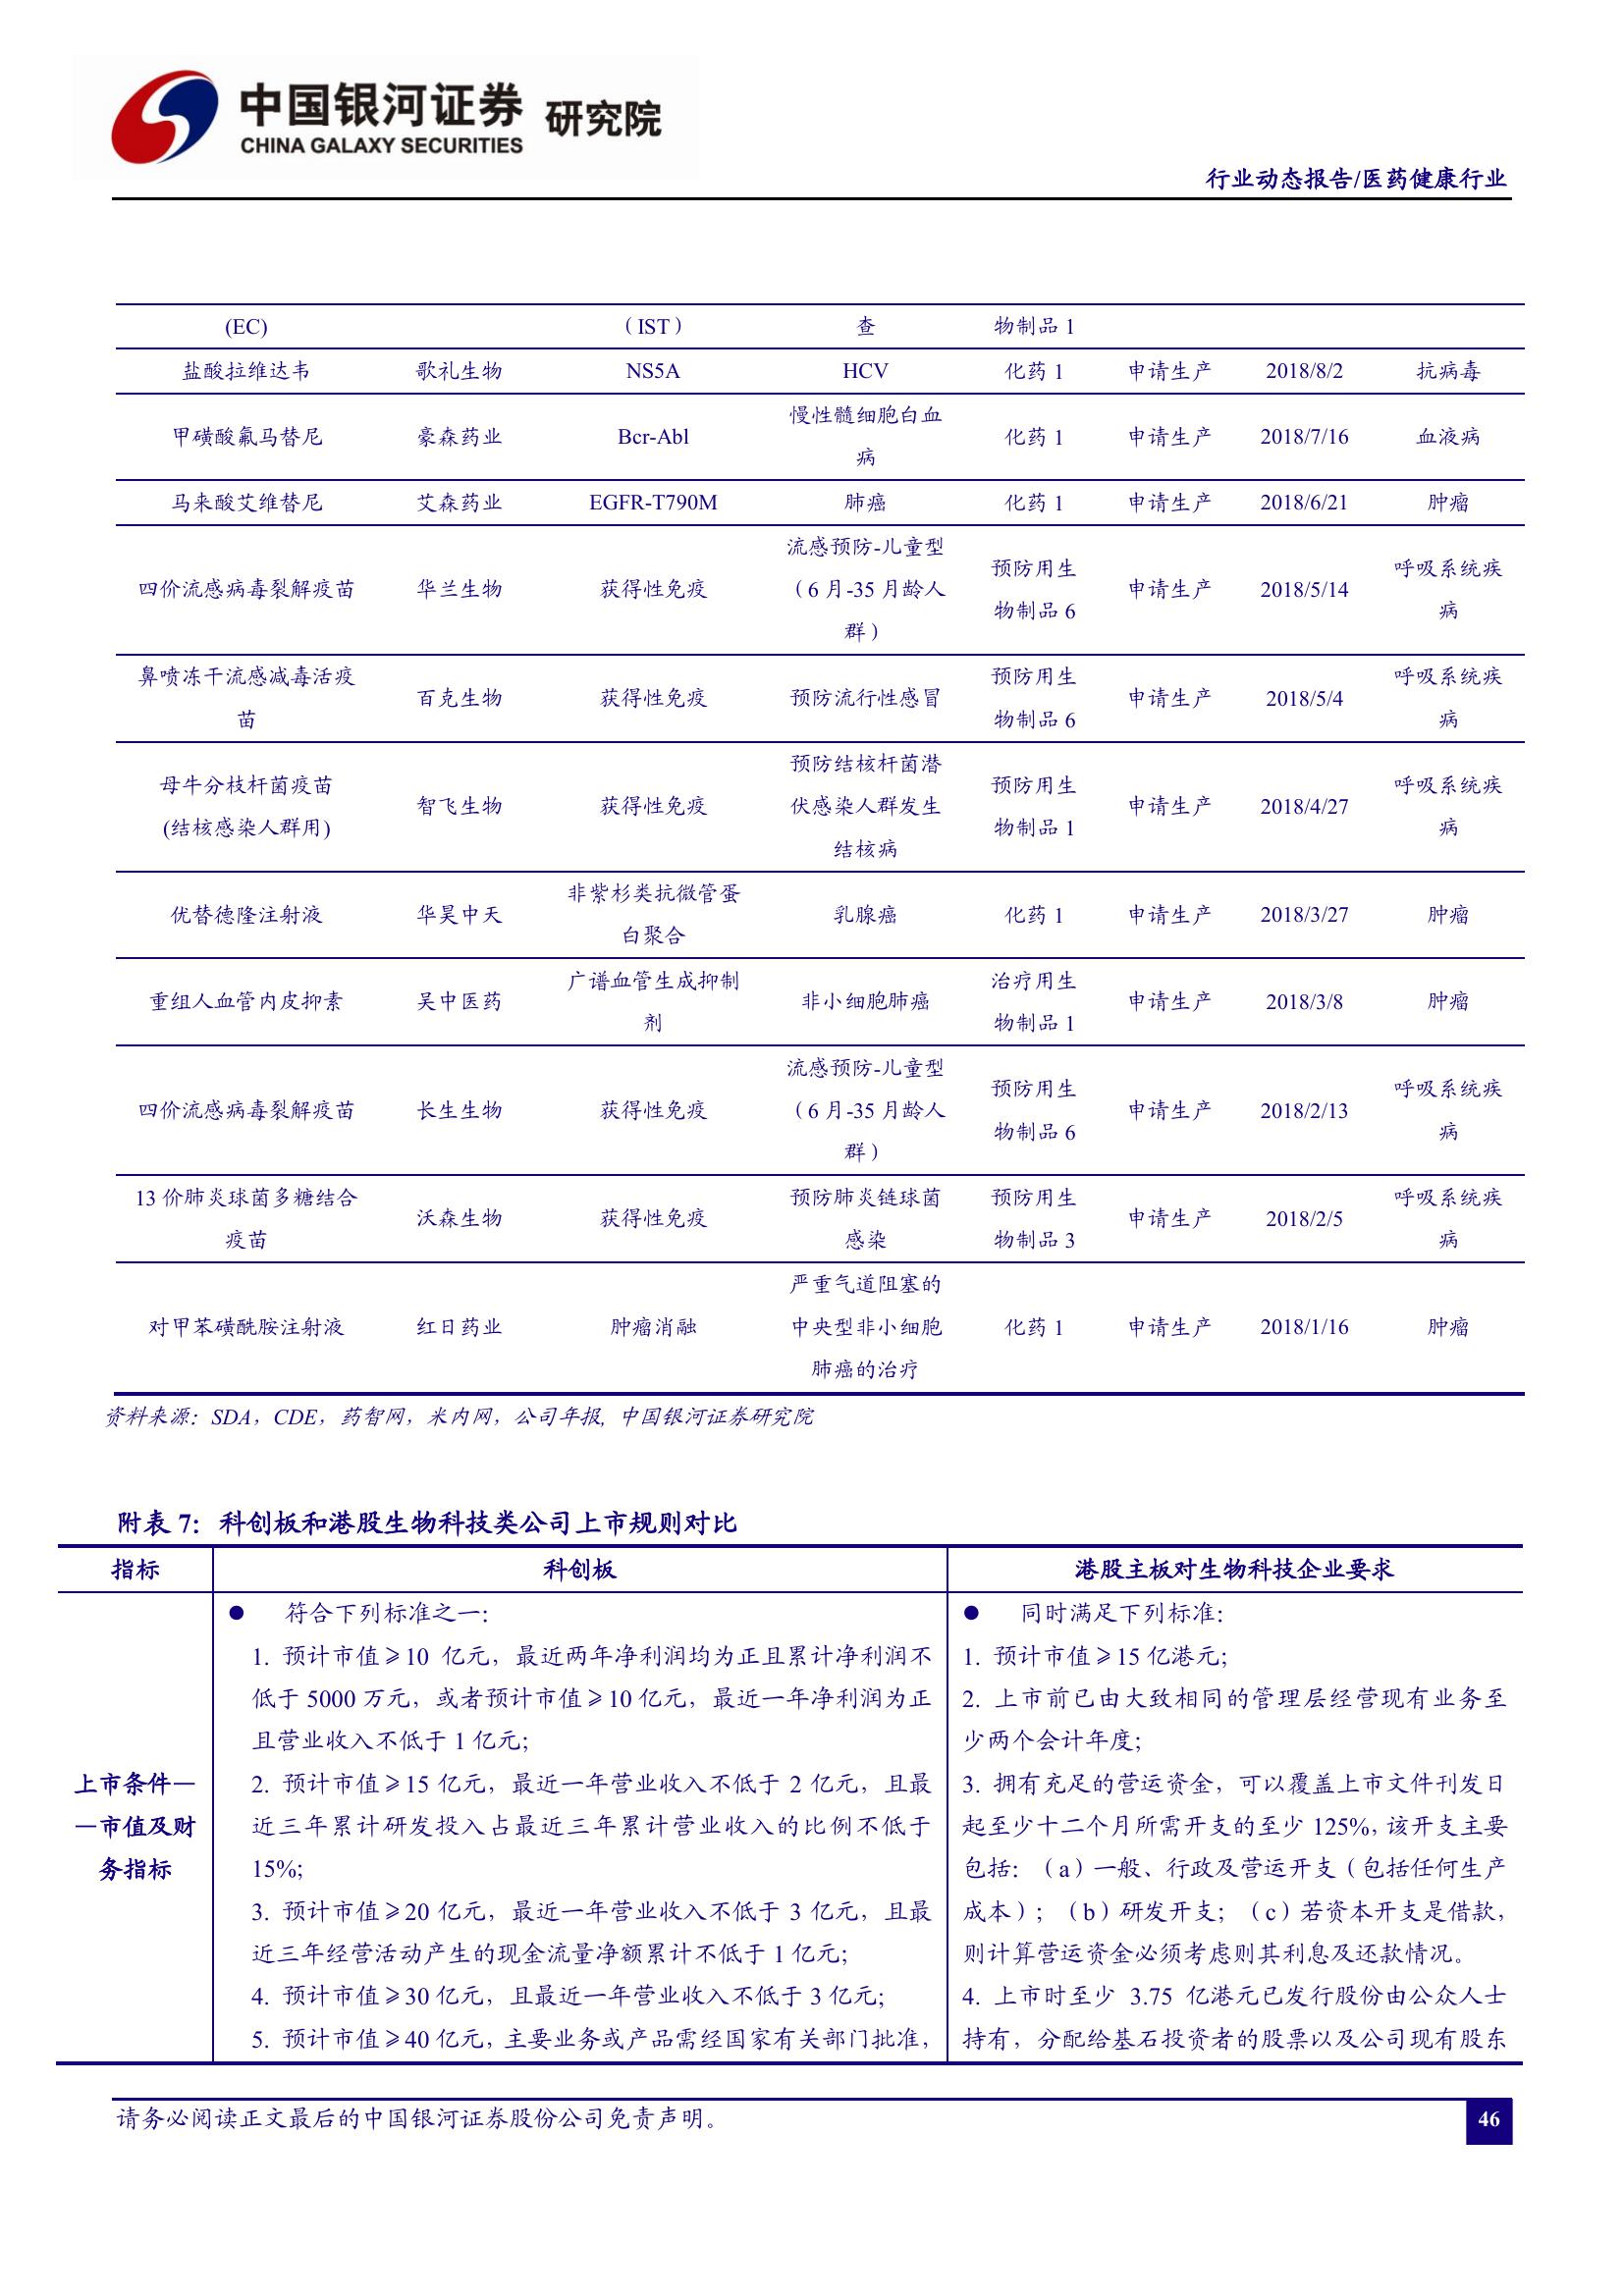 中国银河证券 研究院
CHINA GALAXY SECURITIES
行业动态报告/医药健康行业
(EC) （IST） 查 物制品 1
盐酸拉维达韦 歌礼生物 NS5A HCV 化药 1 申请生产 2018/8/2 抗病毒
甲磺酸氟马替尼 豪森药业 Bcr-Abl 慢性髓细胞白血
病 化药 1 申请生产 2018/7/16 血液病
马来酸艾维替尼 艾森药业 EGFR-T790M 肺癌 化药 1 申请生产 2018/6/21 肿瘤
四价流感病毒裂解疫苗 华兰生物 获得性免疫 流感预防-儿童型
（6 月-35 月龄人
群） 预防用生
物制品 6 申请生产 2018/5/14 呼吸系统疾
病
鼻喷冻干流感减毒活疫
苗 百克生物 获得性免疫 预防流行性感冒 预防用生
物制品 6 申请生产 2018/5/4 呼吸系统疾
病
母牛分枝杆菌疫苗
(结核感染人群用) 智飞生物 获得性免疫 预防结核杆菌潜
伏感染人群发生
结核病 预防用生
物制品 1 申请生产 2018/4/27 呼吸系统疾
病
优替德隆注射液 华昊中天 非紫杉类抗微管蛋
白聚合 乳腺癌 化药 1 申请生产 2018/3/27 肿瘤
重组人血管内皮抑素 吴中医药 广谱血管生成抑制
剂 非小细胞肺癌 治疗用生
物制品 1 申请生产 2018/3/8 肿瘤
四价流感病毒裂解疫苗 长生生物 获得性免疫 流感预防-儿童型
（6 月-35 月龄人
群） 预防用生
物制品 6 申请生产 2018/2/13 呼吸系统疾
病
13 价肺炎球菌多糖结合
疫苗 沃森生物 获得性免疫 预防肺炎链球菌
感染 预防用生
物制品 3 申请生产 2018/2/5 呼吸系统疾
病
对甲苯磺酰胺注射液 红日药业 肿瘤消融 严重气道阻塞的
中央型非小细胞
肺癌的治疗 化药 1 申请生产 2018/1/16 肿瘤
资料来源：SDA，CDE，药智网，米内网，公司年报, 中国银河证券研究院
附表 7：科创板和港股生物科技类公司上市规则对比
指标 科创板 港股主板对生物科技企业要求
上市条件—
—市值及财
务指标
● 符合下列标准之一：
1. 预计市值≥10 亿元，最近两年净利润均为正且累计净利润不
低于 5000 万元，或者预计市值≥10 亿元，最近一年净利润为正
且营业收入不低于 1 亿元；
2. 预计市值≥15 亿元，最近一年营业收入不低于 2 亿元，且最
近三年累计研发投入占最近三年累计营业收入的比例不低于
15%;
3. 预计市值≥20 亿元，最近一年营业收入不低于 3 亿元，且最
近三年经营活动产生的现金流量净额累计不低于 1 亿元；
4. 预计市值≥30 亿元，且最近一年营业收入不低于 3 亿元;
5. 预计市值≥40 亿元，主要业务或产品需经国家有关部门批准，
● 同时满足下列标准：
1. 预计市值≥15 亿港元；
2. 上市前已由大致相同的管理层经营现有业务至
少两个会计年度；
3. 拥有充足的营运资金，可以覆盖上市文件刊发日
起至少十二个月所需开支的至少 125%，该开支主要
包括：（a）一般、行政及营运开支（包括任何生产
成本）；（b）研发开支；（c）若资本开支是借款，
则计算营运资金必须考虑则其利息及还款情况。
4. 上市时至少 3.75 亿港元已发行股份由公众人士
持有，分配给基石投资者的股票以及公司现有股东
请务必阅读正文最后的中国银河证券股份公司免责声明。
46